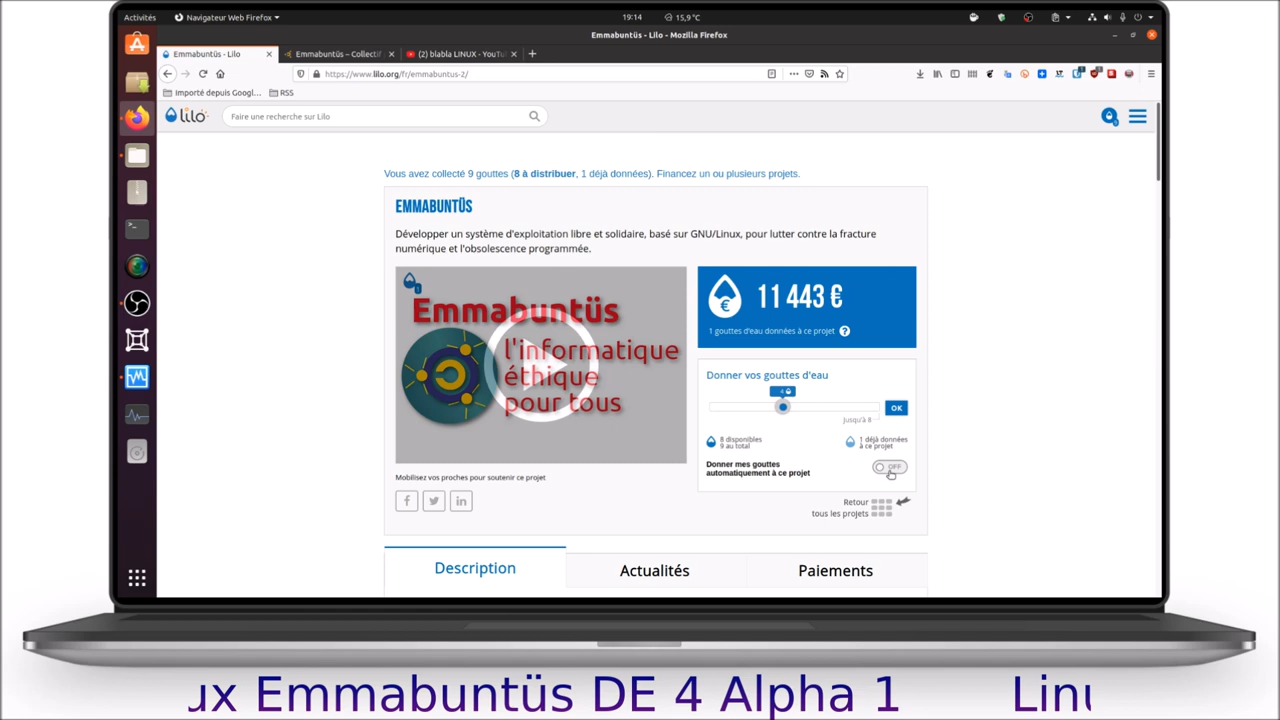 Activités
Navigateur Web Firefox
19:14
15,9 °C
Emmabuntüs - Lilo - Mozilla Firefox
Emmabuntüs - Lilo
Emmabuntüs – Collectif
(2) blabla LINUX - YouTu
https://www.lilo.org/fr/emmabuntus-2/
Importé depuis Googl...
RSS
lilo
Faire une recherche sur Lilo
Vous avez collecté 9 gouttes (8 à distribuer, 1 déjà données). Financez un ou plusieurs projets.
EMMABUNTÜS
Développer un système d'exploitation libre et solidaire, basé sur GNU/Linux, pour lutter contre la fracture
numérique et l'obsolescence programmée.
Emmabuntüs
l'informatique
éthique
pour tous
11 443 €
1 gouttes d'eau données à ce projet ?
Donner vos gouttes d'eau
OK
Jusqu'à 8
8 disponibles
9 au total
1 déjà données
à ce projet
Donner mes gouttes
automatiquement à ce projet
OFF
Mobilisez vos proches pour soutenir ce projet
Retour
tous les projets
Description
Actualités
Paiements
ux Emmabuntüs DE 4 Alpha 1
Linu